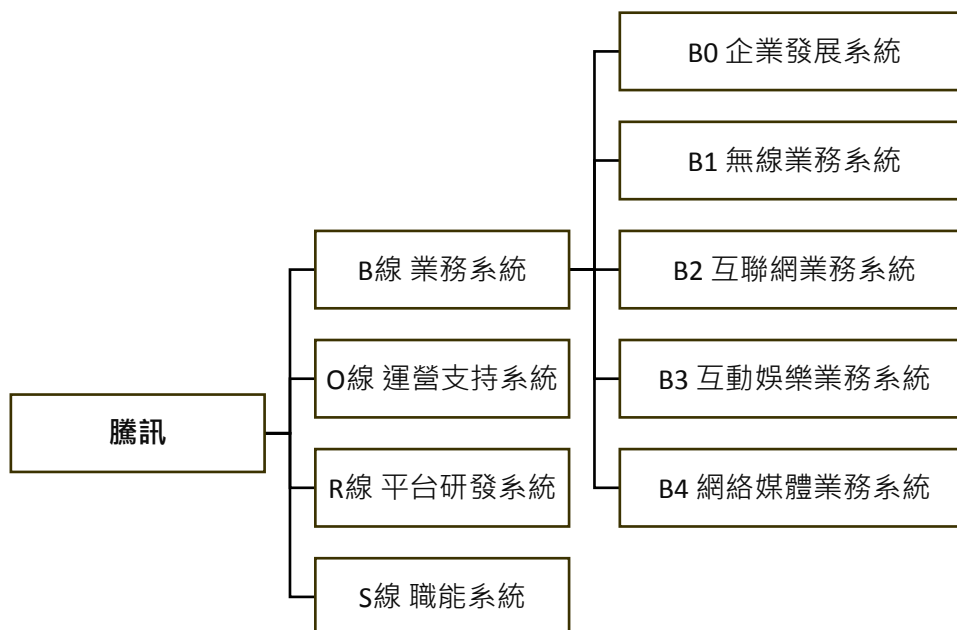 騰訊
B線 業務系統
O線 運營支持系統
R線 平台研發系統
S線 職能系統
B0 企業發展系統
B1 無線業務系統
B2 互聯網業務系統
B3 互動娛樂業務系統
B4 網絡媒體業務系統